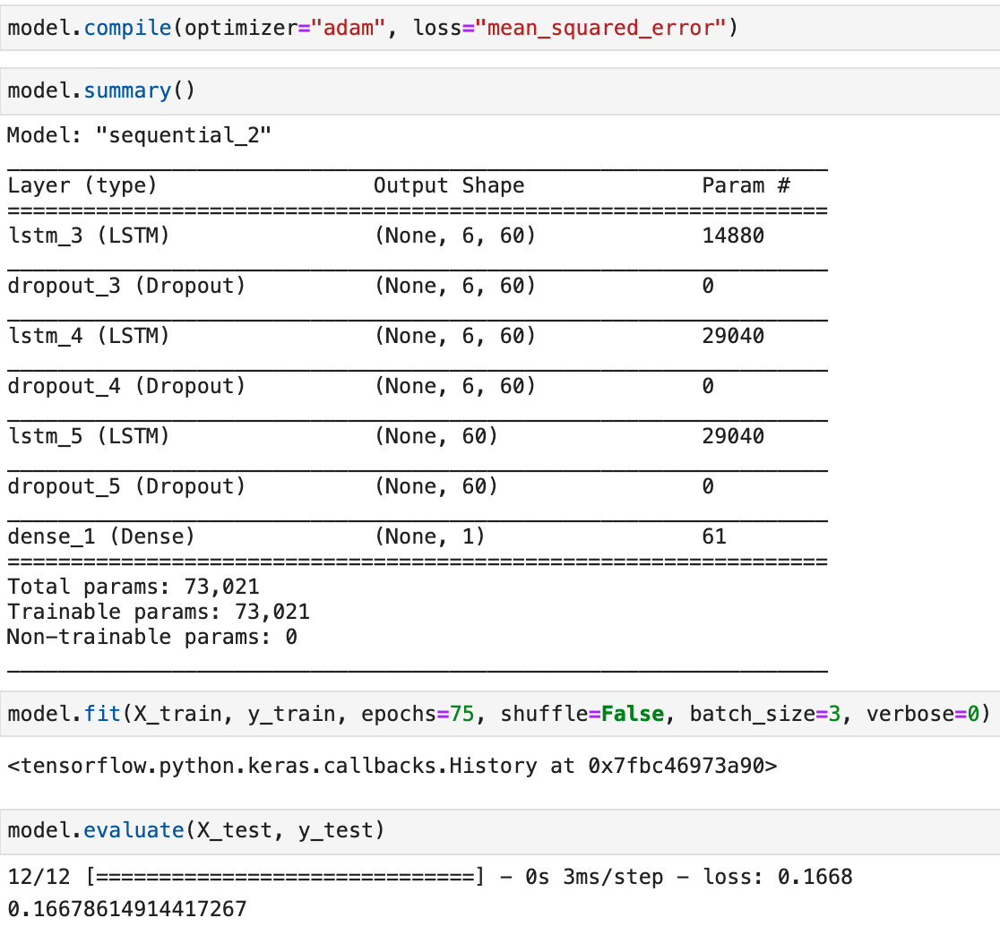 model.compile(optimizer="adam", loss="mean_squared_error")
model.summary()
Model: "sequential_2"
_________________________________________________________________
Layer (type)                 Output Shape              Param #
=================================================================
lstm_3 (LSTM)                (None, 6, 60)             14880
_________________________________________________________________
dropout_3 (Dropout)          (None, 6, 60)             0
_________________________________________________________________
lstm_4 (LSTM)                (None, 6, 60)             29040
_________________________________________________________________
dropout_4 (Dropout)          (None, 6, 60)             0
_________________________________________________________________
lstm_5 (LSTM)                (None, 60)                29040
_________________________________________________________________
dropout_5 (Dropout)          (None, 60)                0
_________________________________________________________________
dense_1 (Dense)              (None, 1)                 61
=================================================================
Total params: 73,021
Trainable params: 73,021
Non-trainable params: 0
_________________________________________________________________
model.fit(X_train, y_train, epochs=75, shuffle=False, batch_size=3, verbose=0)
<tensorflow.python.keras.callbacks.History at 0x7fbc46973a90>
model.evaluate(X_test, y_test)
12/12 [==============================] - 0s 3ms/step - loss: 0.1668
0.16678614914417267